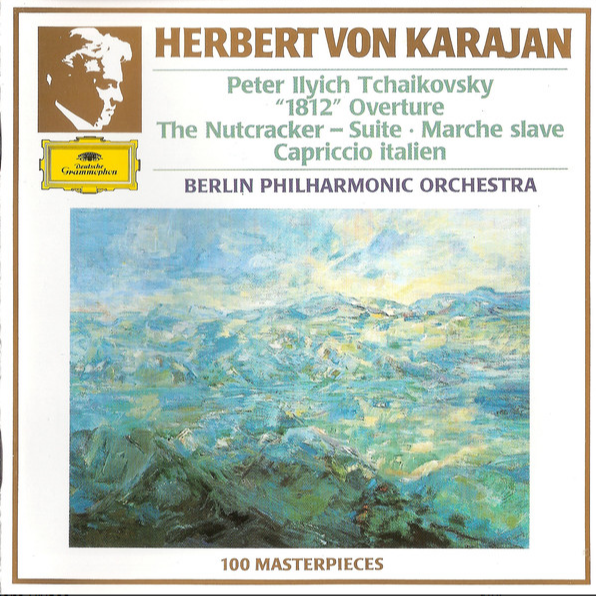 HERBERT VON KARAJAN
Peter Ilyich Tchaikovsky
“1812” Overture
The Nutcracker – Suite · Marche slave
Capriccio italien
Deutsche
Grammophon
BERLIN PHILHARMONIC ORCHESTRA
100 MASTERPIECES